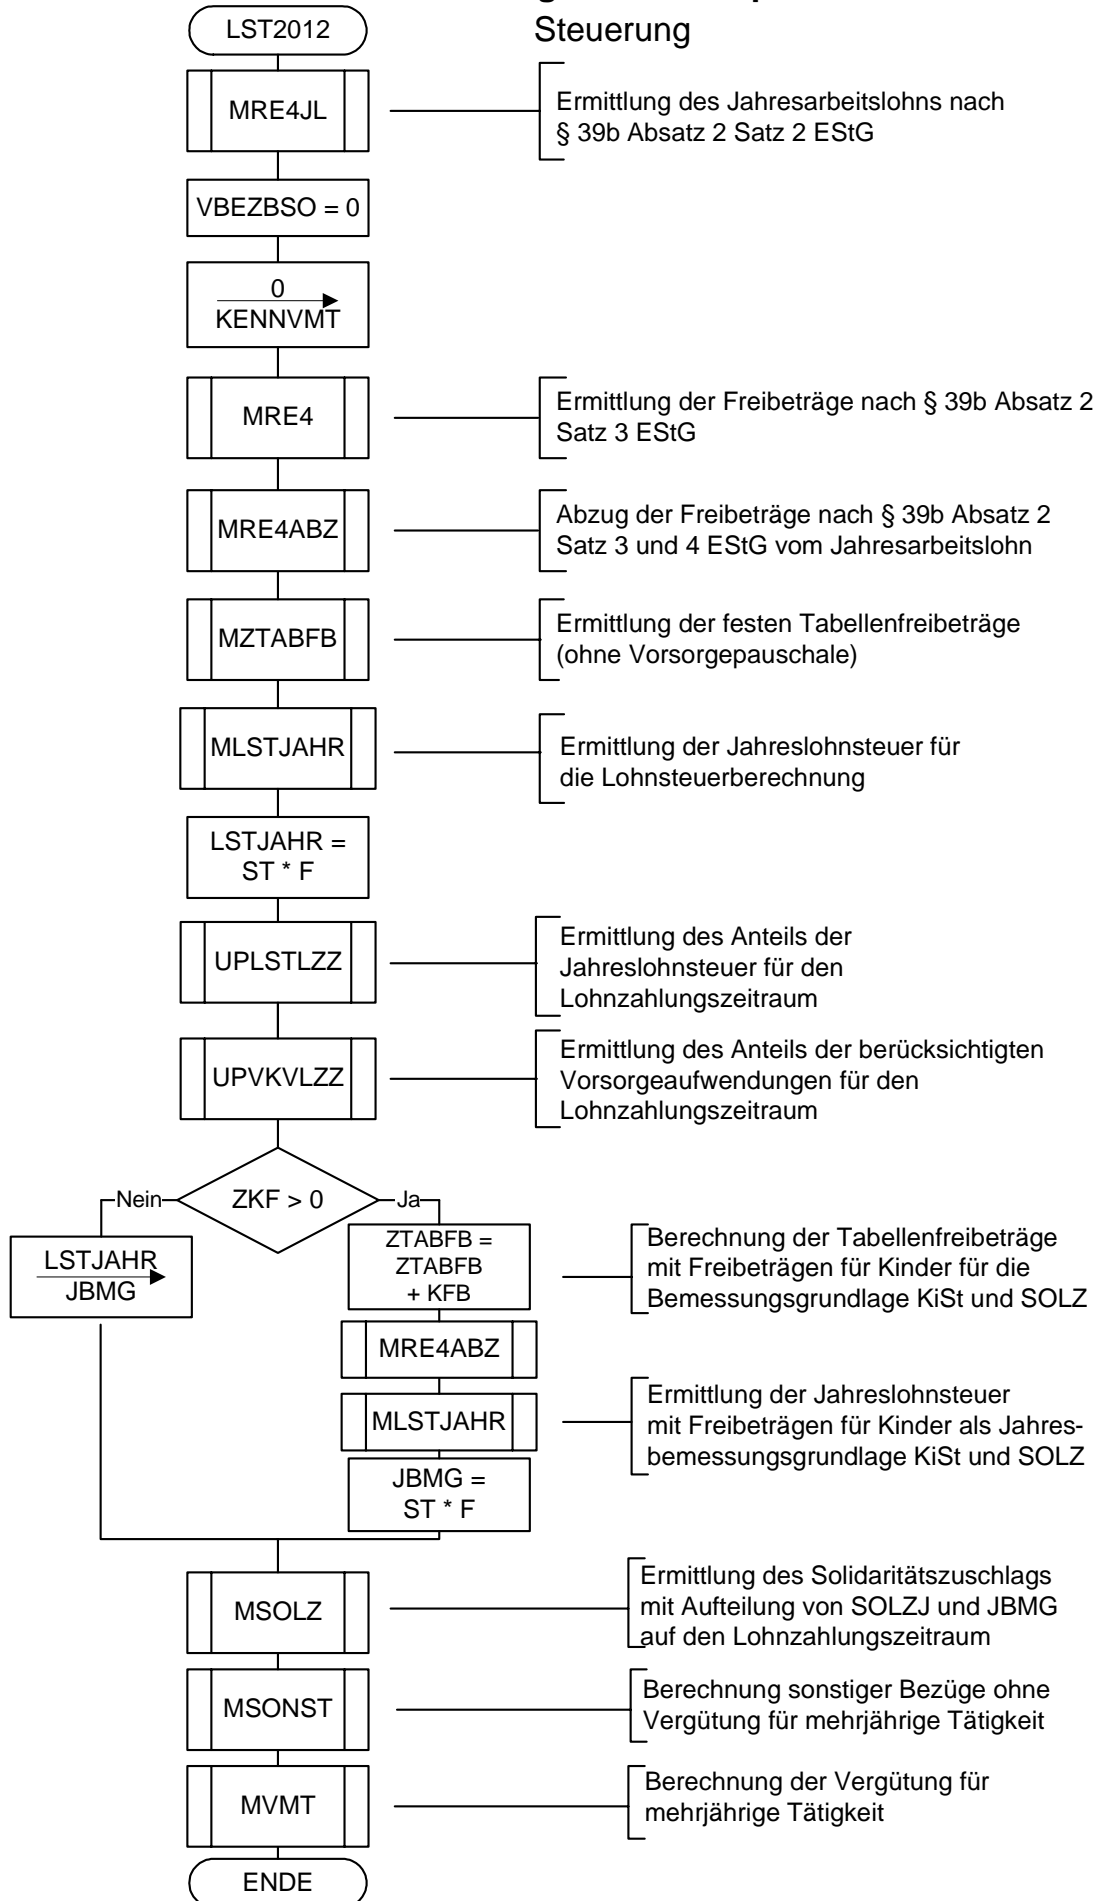 LST2012
Steuerung
MRE4JL
Ermittlung des Jahresarbeitslohns nach
§ 39b Absatz 2 Satz 2 EStG
VBEZBSO = 0
0
KENNVMT
MRE4
Ermittlung der Freibeträge nach § 39b Absatz 2
Satz 3 EStG
MRE4ABZ
Abzug der Freibeträge nach § 39b Absatz 2
Satz 3 und 4 EStG vom Jahresarbeitslohn
MZTABFB
Ermittlung der festen Tabellenfreibeträge
(ohne Vorsorgepauschale)
MLSTJAHR
Ermittlung der Jahreslohnsteuer für
die Lohnsteuerberechnung
LSTJAHR =
ST * F
UPLSTLZZ
Ermittlung des Anteils der
Jahreslohnsteuer für den
Lohnzahlungszeitraum
UPVKVLZZ
Ermittlung des Anteils der berücksichtigten
Vorsorgeaufwendungen für den
Lohnzahlungszeitraum
Nein
ZKF > 0
Ja
LSTJAHR
JBMG
ZTABFB =
ZTABFB
+ KFB
Berechnung der Tabellenfreibeträge
mit Freibeträgen für Kinder für die
Bemessungsgrundlage KiSt und SOLZ
MRE4ABZ
MLSTJAHR
Ermittlung der Jahreslohnsteuer
mit Freibeträgen für Kinder als Jahres-
bemessungsgrundlage KiSt und SOLZ
JBMG =
ST * F
MSOLZ
Ermittlung des Solidaritätszuschlags
mit Aufteilung von SOLZJ und JBMG
auf den Lohnzahlungszeitraum
MSONST
Berechnung sonstiger Bezüge ohne
Vergütung für mehrjährige Tätigkeit
MVMT
Berechnung der Vergütung für
mehrjährige Tätigkeit
ENDE